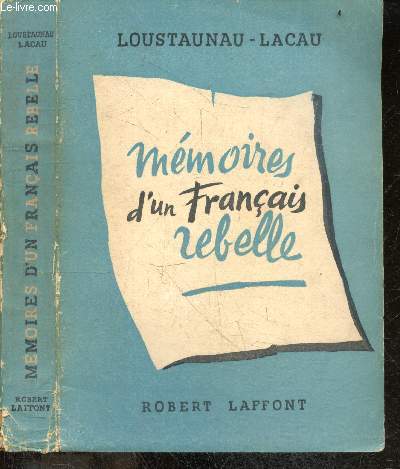 Le-livre.com
LOUSTAUNAU
LACAU
MEMOIRES D'UN FRANÇAIS REBELLE
ROBERT
LAFFONT
LOUSTAUNAU-LACAU
mémoires
d'un Français
rebelle
ROBERT LAFFONT